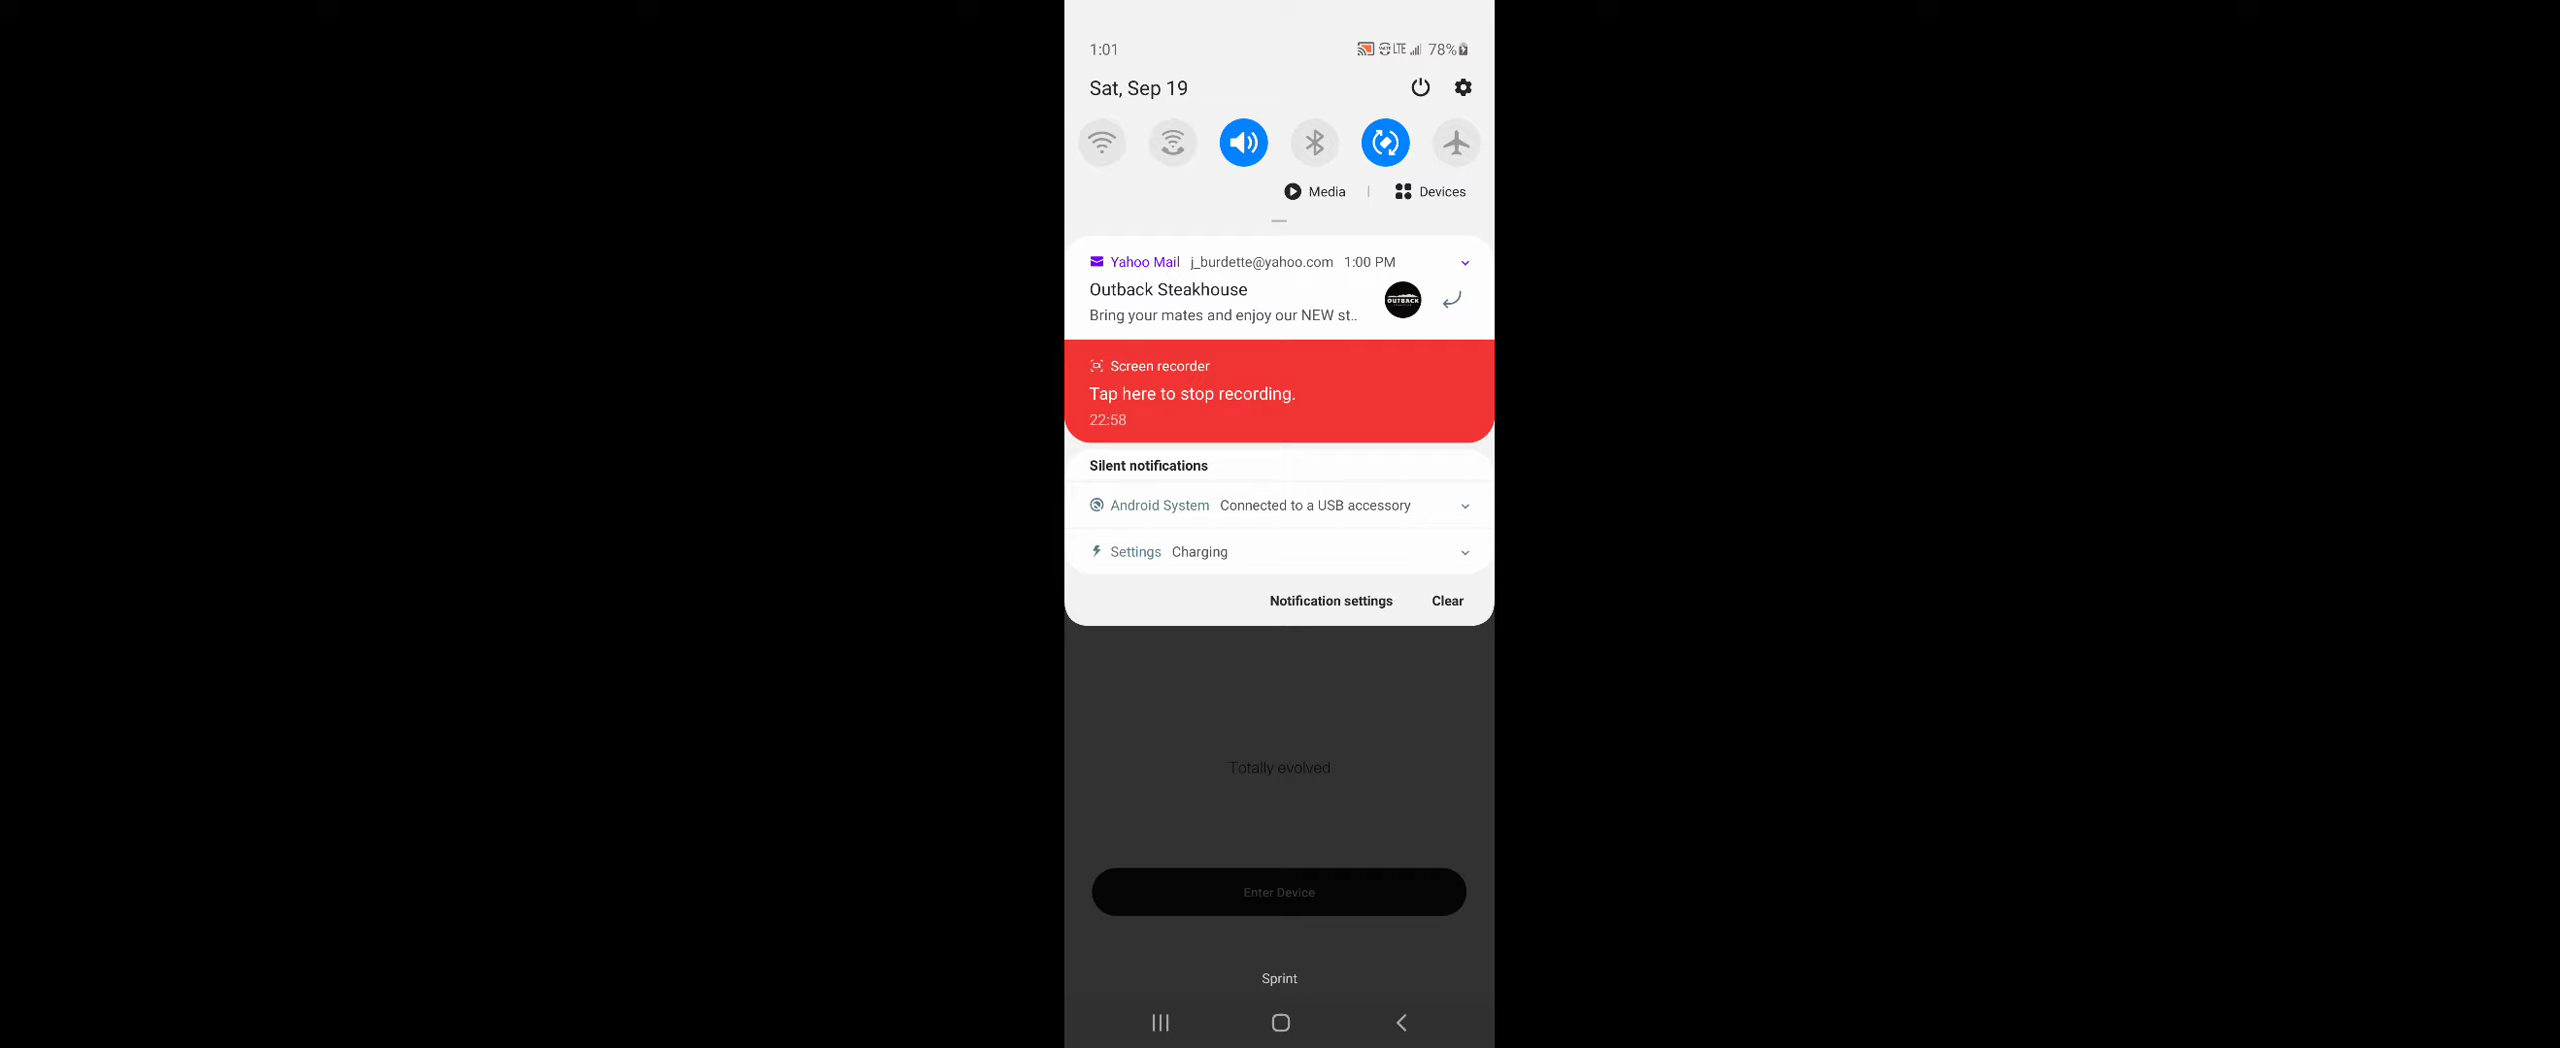 1:01 LTE 78%
Sat, Sep 19
Media | Devices
Yahoo Mail j_burdette@yahoo.com 1:00 PM
Outback Steakhouse
OUTBACK
Bring your mates and enjoy our NEW st..
Screen recorder
Tap here to stop recording.
22:58
Silent notifications
Android System Connected to a USB accessory
Settings Charging
Notification settings Clear
Totally evolved
Enter Device
Sprint